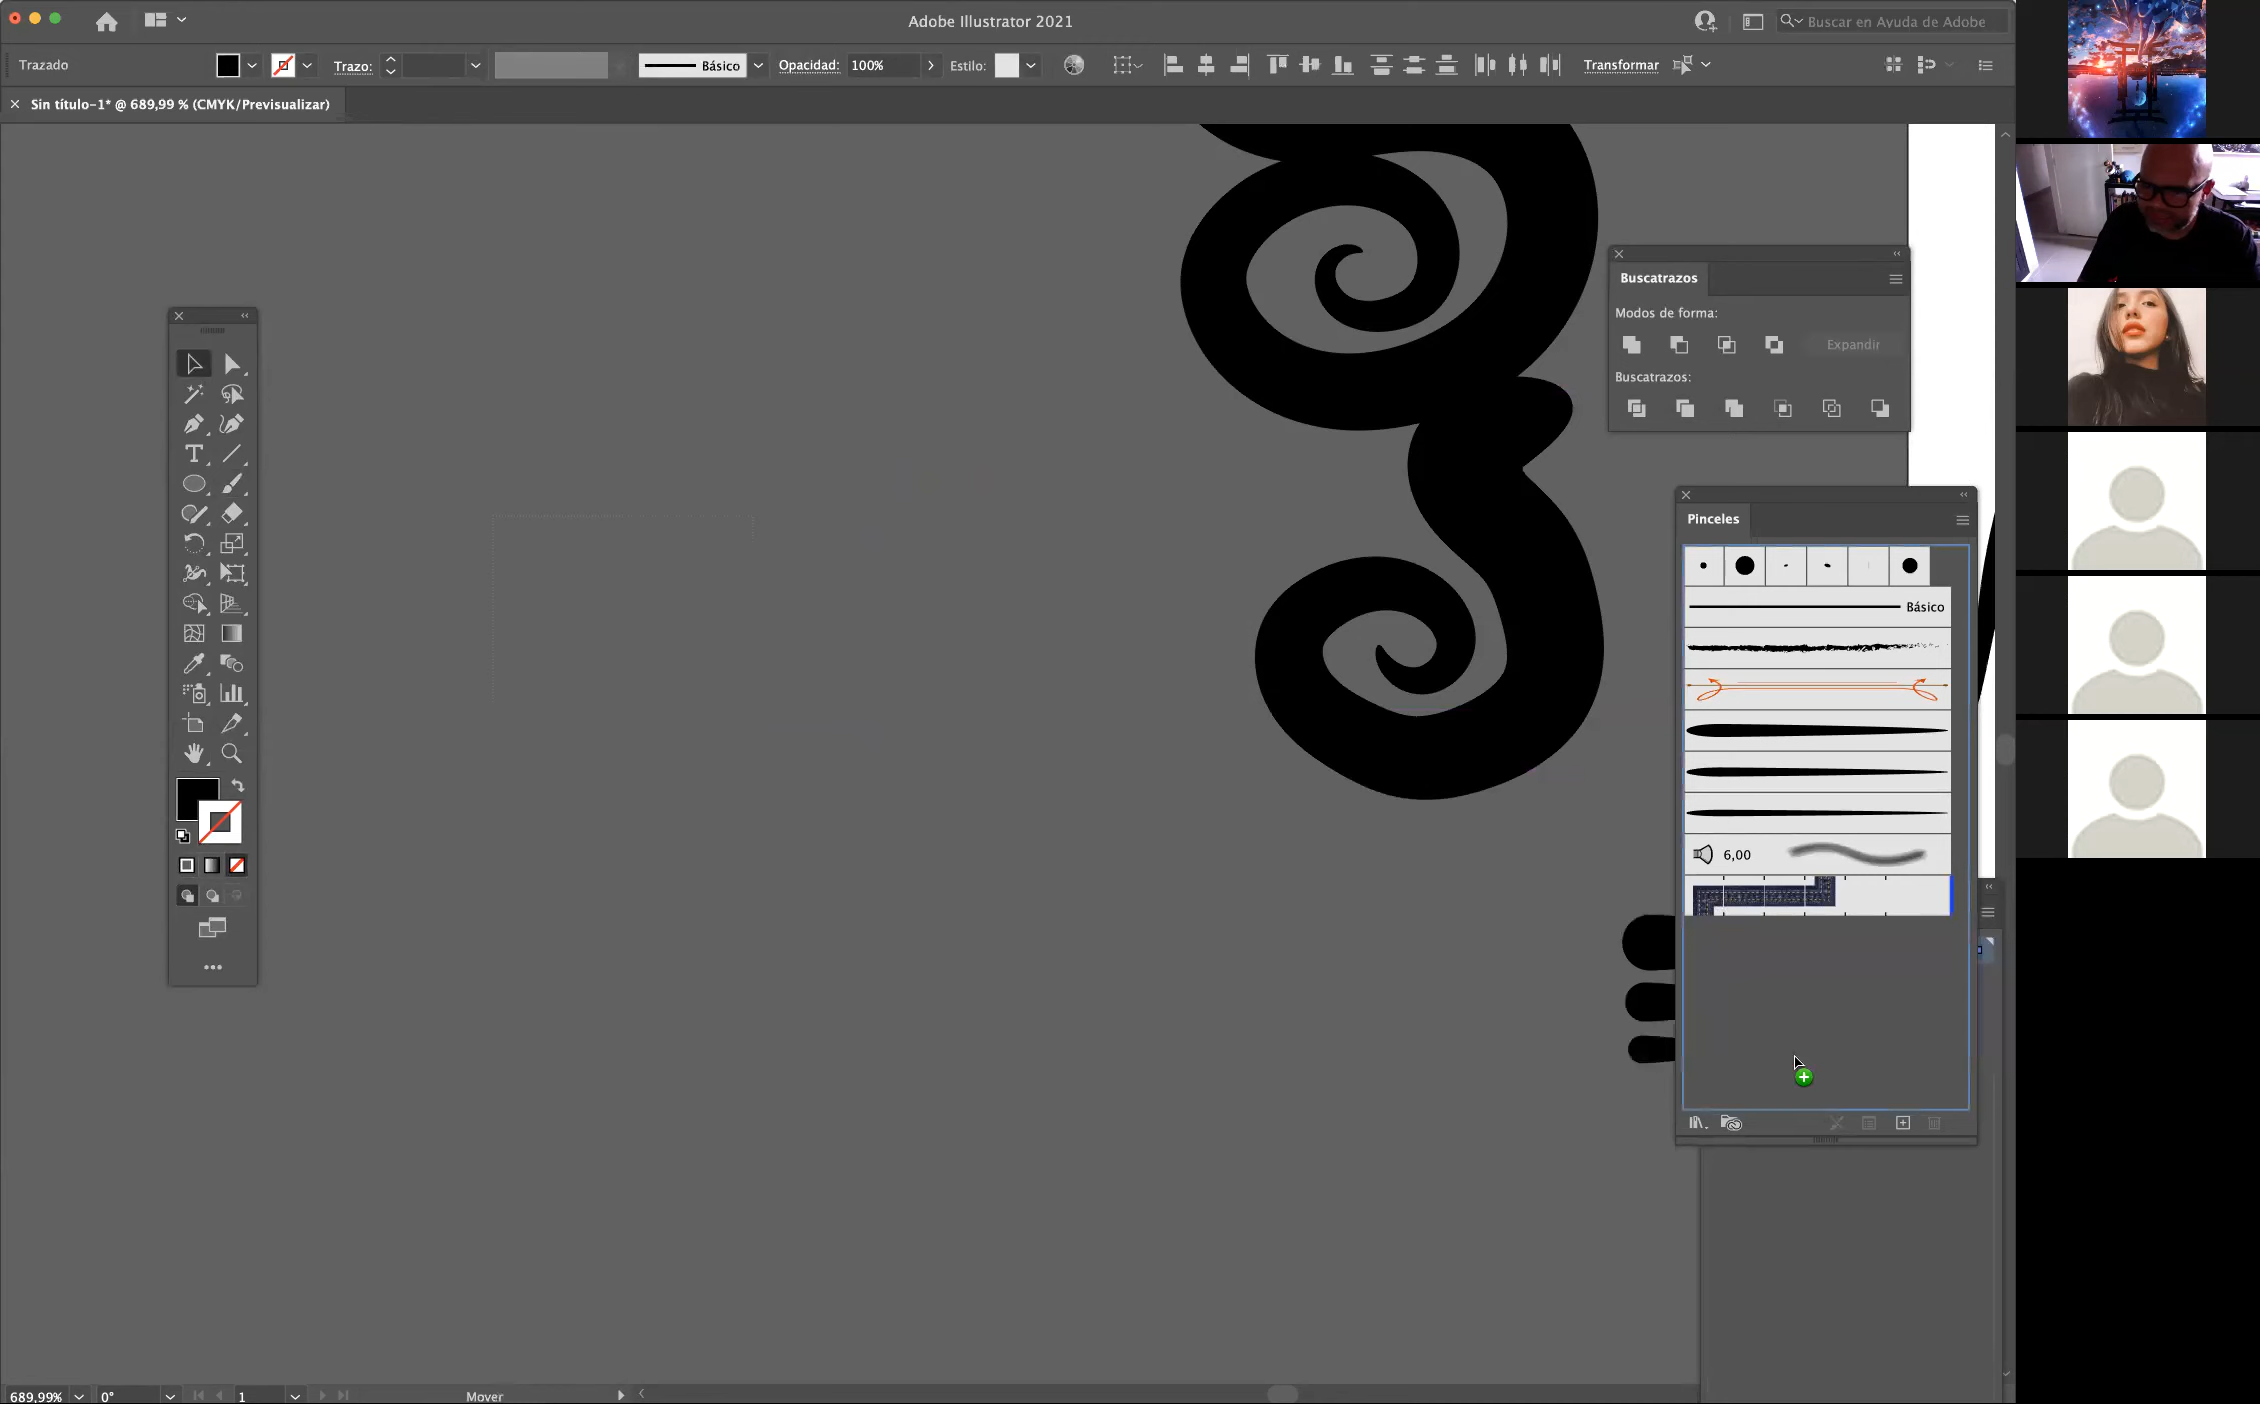 Adobe Illustrator 2021
Buscar en Ayuda de Adobe
Trazado
Trazo:
Básico
Opacidad:
100%
Estilo:
Transformar
Sin título-1* @ 689,99 % (CMYK/Previsualizar)
Buscatrazos
Modos de forma:
Expandir
Buscatrazos:
Pinceles
Básico
6,00
689,99%
0°
1
Mover